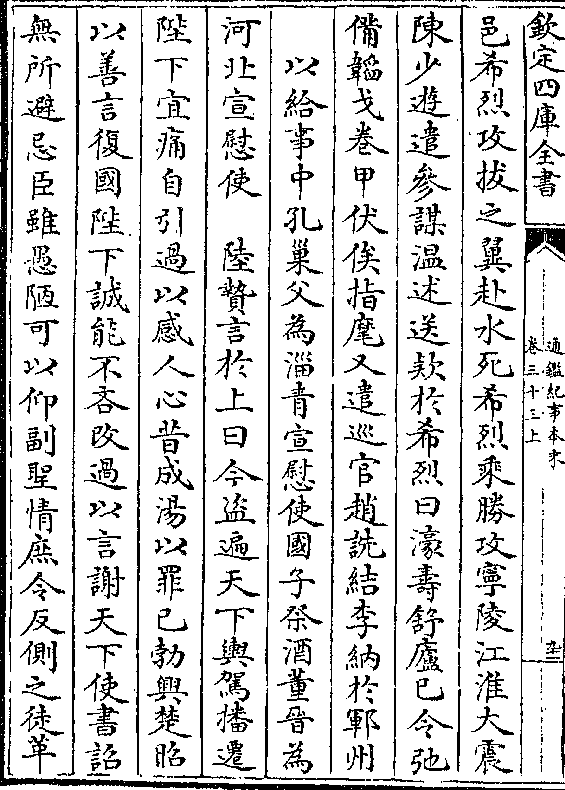 欽定四庫全書
通鑑紀事本末
卷三十三上
邑希烈攻拔之翼赴水死希烈乘勝攻寧陵江淮大震
陳少遊遣參謀溫述送欵於希烈曰濠壽舒廬已令弛
備韜戈卷甲伏俟指麾又遣巡官趙詵結李納於鄆州
以給事中孔巢父為淄青宣慰使國子祭酒董晉為
河北宣慰使　陸贄言於上曰今盜遍天下輿駕播遷
陛下宜痛自引過以感人心昔成湯以罪已勃興楚昭
以善言復國陛下誠能不吝改過以言謝天下使書詔
無所避忌臣雖愚陋可以仰副聖情庶令反側之徒革